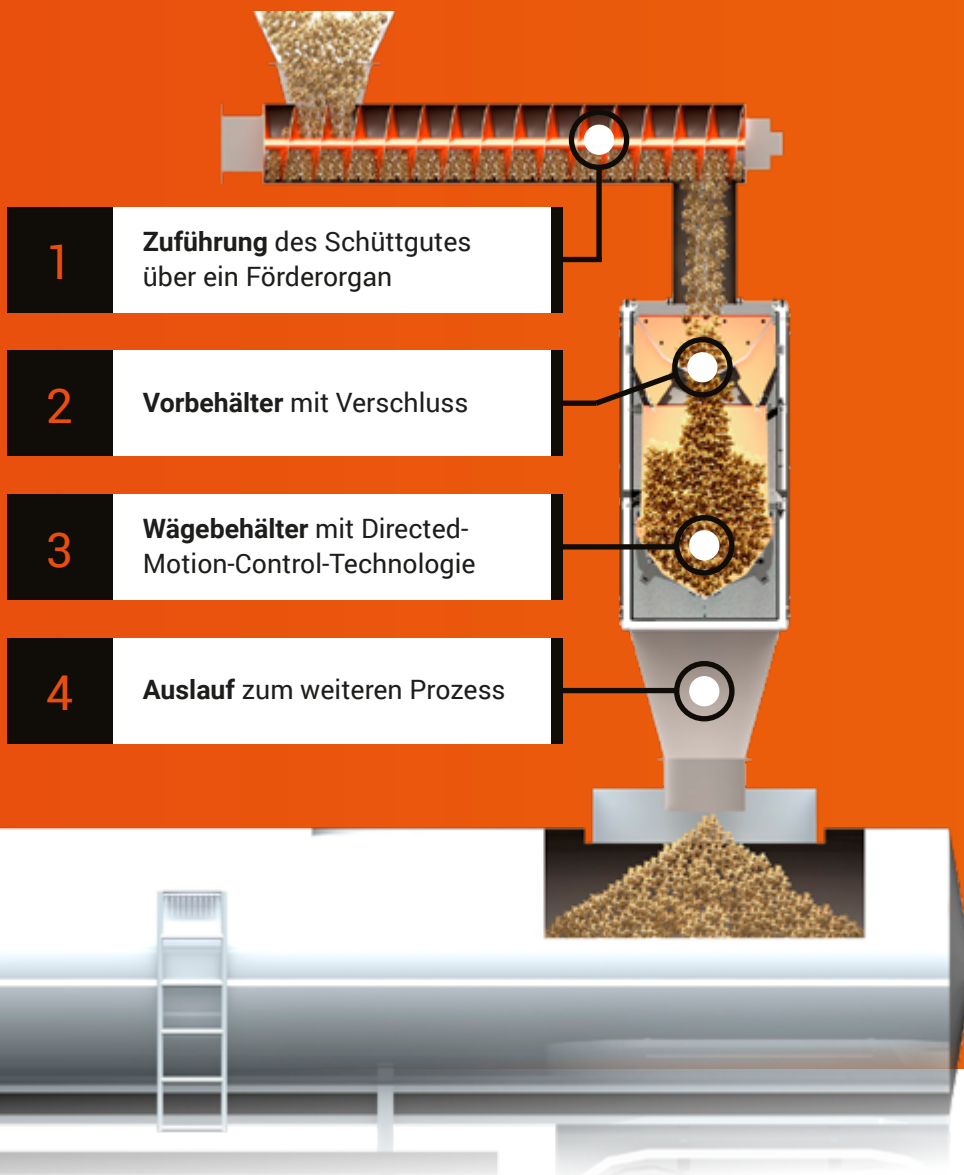 1
Zuführung des Schüttgutes
über ein Förderorgan
2
Vorbehälter mit Verschluss
3
Wägebehälter mit Directed-
Motion-Control-Technologie
4
Auslauf zum weiteren Prozess